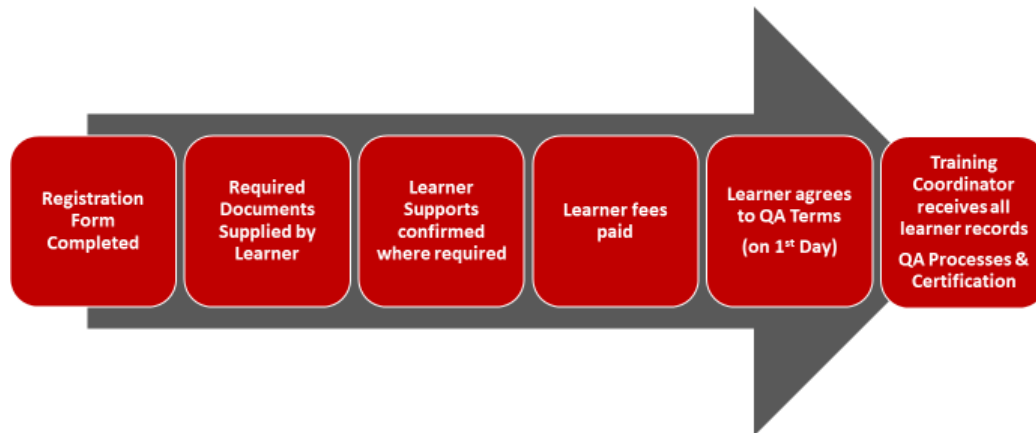 Registration
Form
Completed
Required
Documents
Supplied by
Learner
Learner
Supports
confirmed
where required
Learner fees
paid
Learner agrees
to QA Terms
(on 1st Day)
Training
Coordinator
receives all
learner records
QA Processes &
Certification